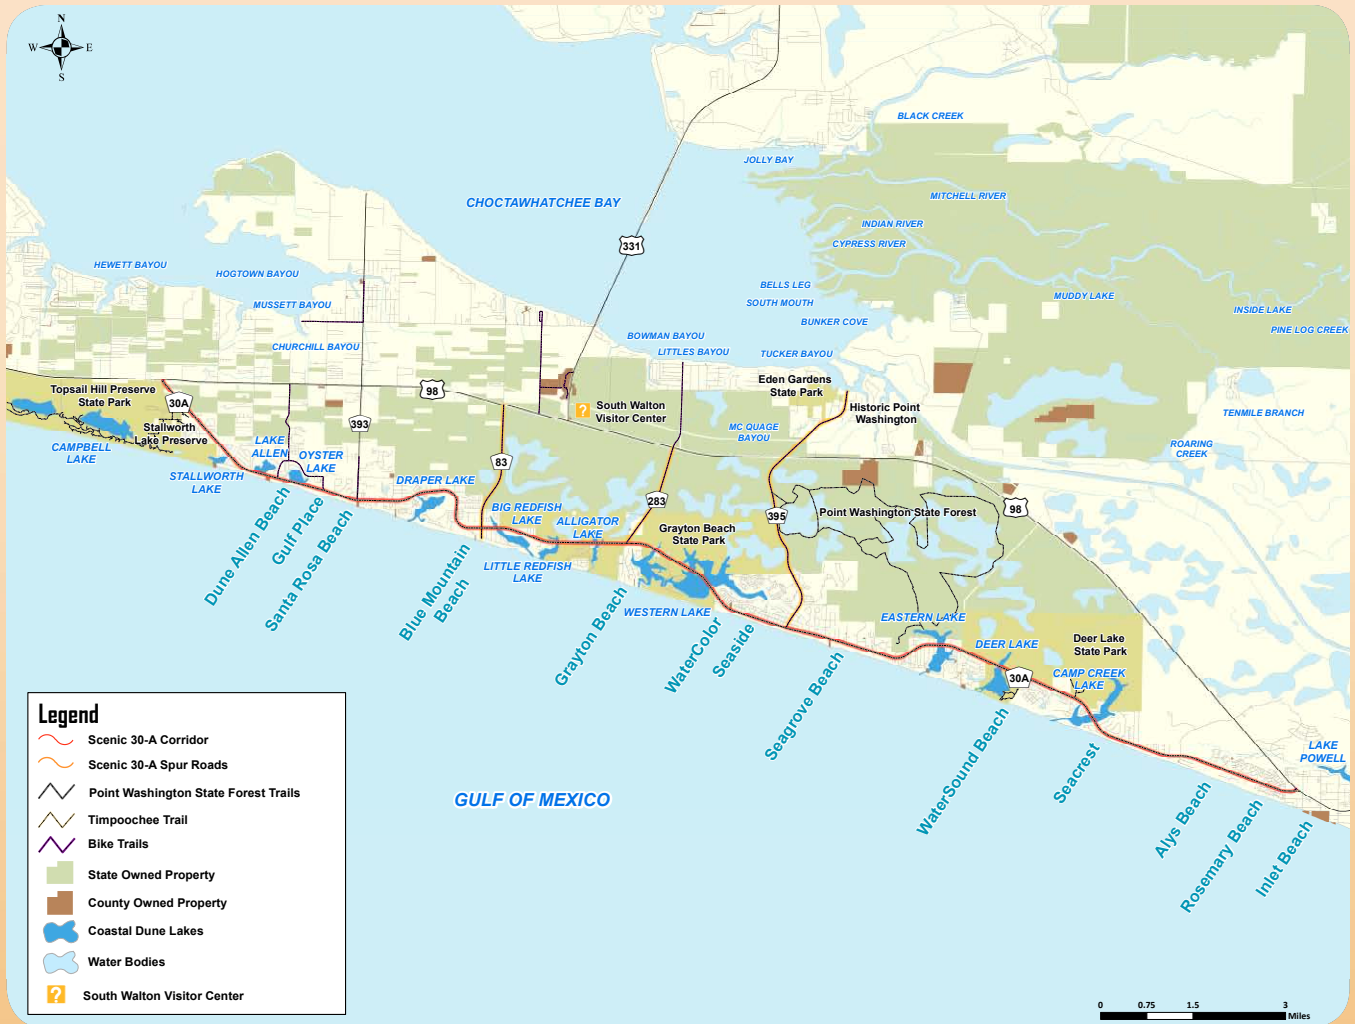 N
W
E
S
BLACK CREEK
JOLLY BAY
MITCHELL RIVER
CHOCTAWHATCHEE BAY
INDIAN RIVER
331
CYPRESS RIVER
HEWETT BAYOU
HOGTOWN BAYOU
BELLS LEG
MUDDY LAKE
MUSSETT BAYOU
SOUTH MOUTH
INSIDE LAKE
BUNKER COVE
PINE LOG CREEK
BOWMAN BAYOU
CHURCHILL BAYOU
LITTLES BAYOU
TUCKER BAYOU
Eden Gardens
State Park
Topsail Hill Preserve
State Park
98
30A
South Walton
Visitor Center
?
Historic Point
Washington
TENMILE BRANCH
393
Stallworth
Lake Preserve
MC QUAGE
BAYOU
CAMPBELL
LAKE
LAKE
ALLEN
OYSTER
LAKE
ROARING
CREEK
83
STALLWORTH
LAKE
DRAPER LAKE
283
BIG REDFISH
LAKE
98
395
Point Washington State Forest
ALLIGATOR
LAKE
Grayton Beach
State Park
LITTLE REDFISH
LAKE
WESTERN LAKE
EASTERN LAKE
DEER LAKE
Deer Lake
State Park
30A
CAMP CREEK
LAKE
Dune Allen Beach
Gulf Place
Santa Rosa Beach
Blue Mountain
Beach
Grayton Beach
WaterColor
Seaside
Seagrove Beach
WaterSound Beach
Seacrest
Alys Beach
Rosemary Beach
Inlet Beach
LAKE
POWELL
GULF OF MEXICO
Legend
Scenic 30-A Corridor
Scenic 30-A Spur Roads
Point Washington State Forest Trails
Timpoochee Trail
Bike Trails
State Owned Property
County Owned Property
Coastal Dune Lakes
Water Bodies
?
South Walton Visitor Center
0 0.75 1.5 3
Miles